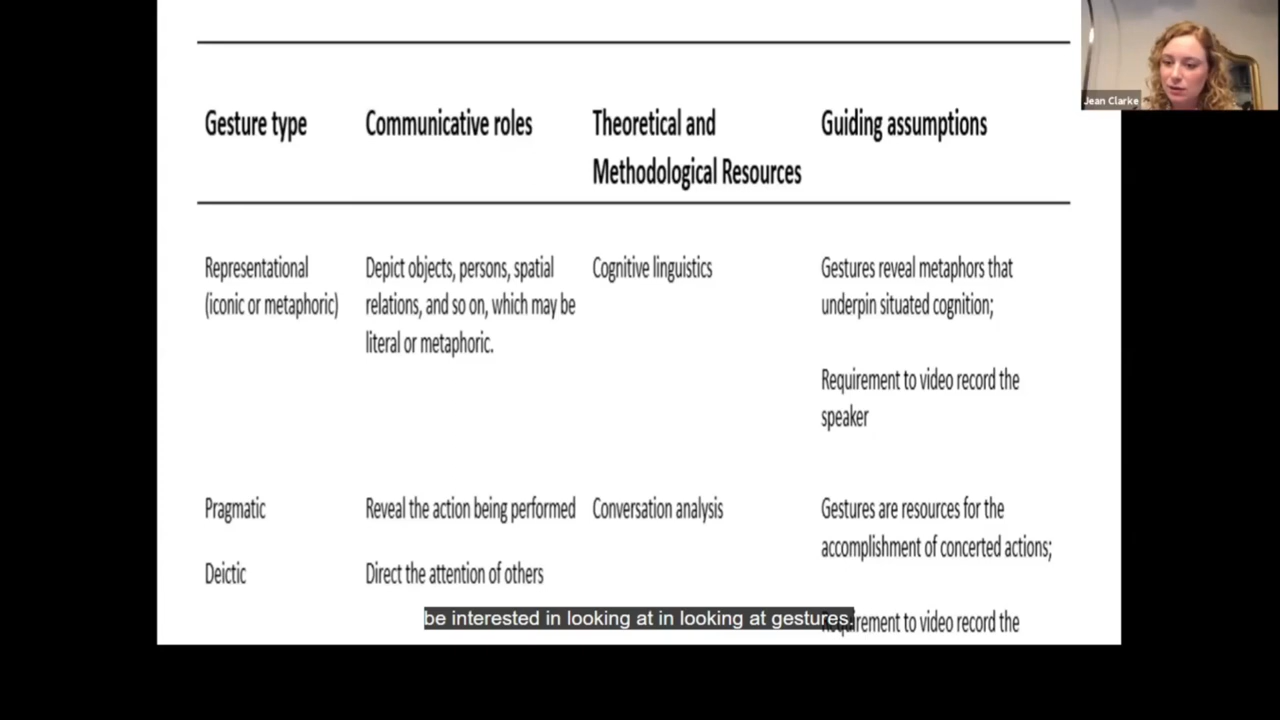 Jean Clarke
Gesture type
Communicative roles
Theoretical and
Methodological Resources
Guiding assumptions
Representational
(iconic or metaphoric)
Depict objects, persons, spatial
relations, and so on, which may be
literal or metaphoric.
Cognitive linguistics
Gestures reveal metaphors that
underpin situated cognition;
Requirement to video record the
speaker
Pragmatic
Reveal the action being performed
Conversation analysis
Gestures are resources for the
accomplishment of concerted actions;
Deictic
Direct the attention of others
Requirement to video record the
be interested in looking at in looking at gestures.